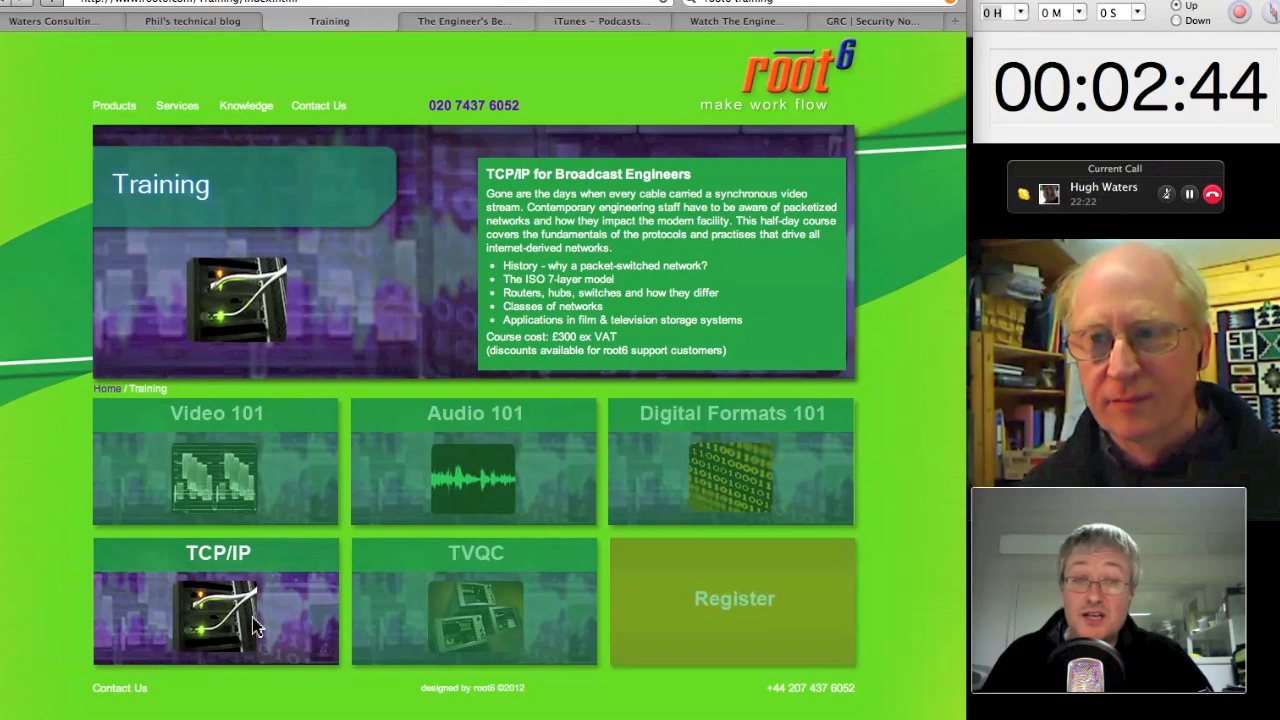 Waters Consultin...
Phil's technical blog
Training
The Engineer's Be...
iTunes – Podcasts...
Watch The Engine...
GRC | Security No...
root6
make work flow
Products
Services
Knowledge
Contact Us
020 7437 6052
Training
TCP/IP for Broadcast Engineers
Gone are the days when every cable carried a synchronous video
stream. Contemporary engineering staff have to be aware of packetized
networks and how they impact the modern facility. This half-day course
covers the fundamentals of the protocols and practises that drive all
internet-derived networks.
• History - why a packet-switched network?
• The ISO 7-layer model
• Routers, hubs, switches and how they differ
• Classes of networks
• Applications in film & television storage systems
Course cost: £300 ex VAT
(discounts available for root6 support customers)
Home / Training
Video 101
Audio 101
Digital Formats 101
TCP/IP
TVQC
Register
Contact Us
designed by root6 ©2012
+44 207 437 6052
0 H
0 M
0 S
Up
Down
00:02:44
Current Call
Hugh Waters
22:22